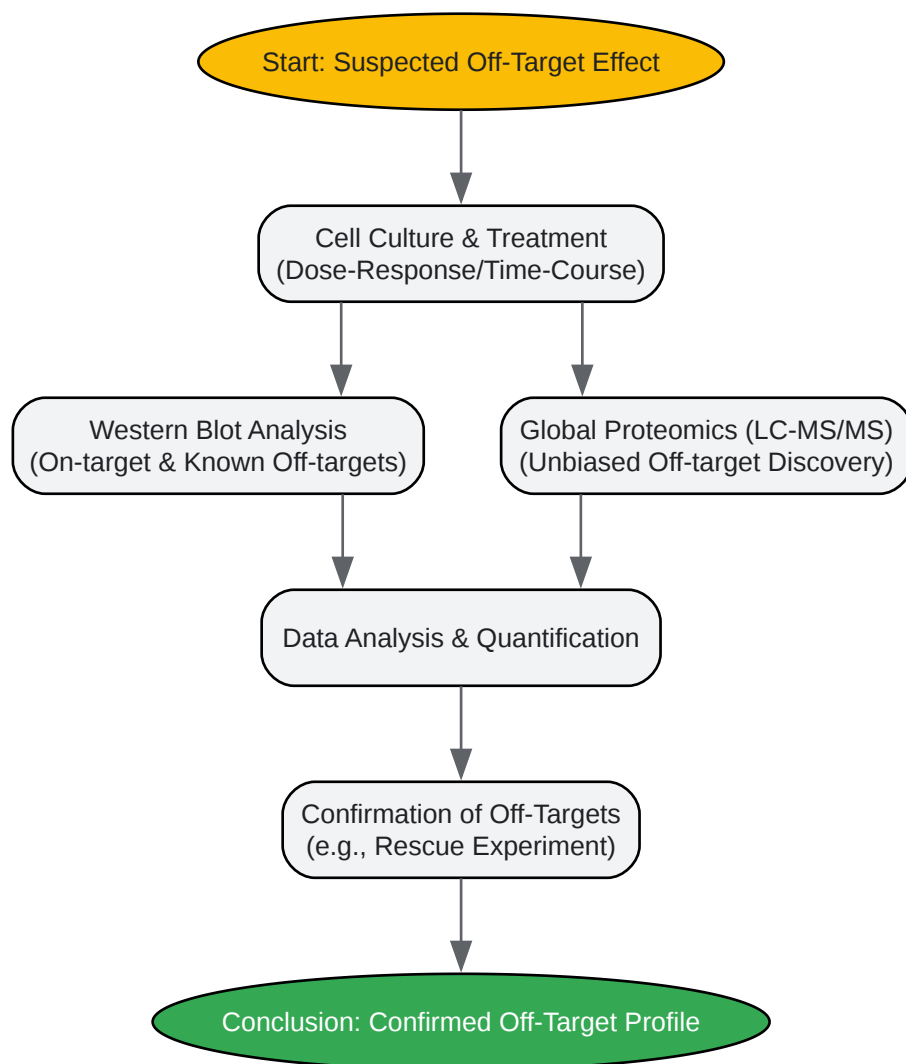 Start: Suspected Off-Target Effect
Cell Culture & Treatment
(Dose-Response/Time-Course)
Western Blot Analysis
(On-target & Known Off-targets)
Global Proteomics (LC-MS/MS)
(Unbiased Off-target Discovery)
Data Analysis & Quantification
Confirmation of Off-Targets
(e.g., Rescue Experiment)
Conclusion: Confirmed Off-Target Profile